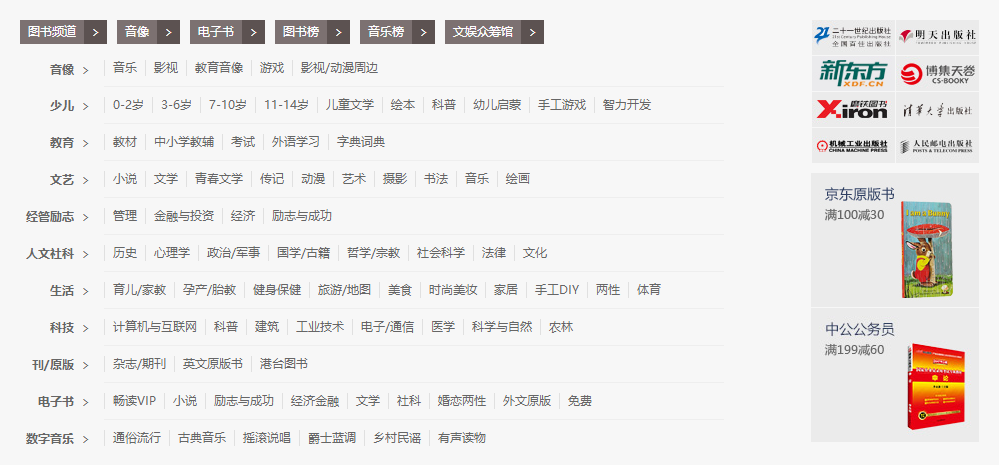 图书频道 > 音像 > 电子书 > 图书榜 > 音乐榜 > 文娱众筹馆 >
音像 > 音乐 影视 教育音像 游戏 影视/动漫周边
少儿 > 0-2岁 3-6岁 7-10岁 11-14岁 儿童文学 绘本 科普 幼儿启蒙 手工游戏 智力开发
教育 > 教材 中小学教辅 考试 外语学习 字典词典
文艺 > 小说 文学 青春文学 传记 动漫 艺术 摄影 书法 音乐 绘画
经管励志 > 管理 金融与投资 经济 励志与成功
人文社科 > 历史 心理学 政治/军事 国学/古籍 哲学/宗教 社会科学 法律 文化
生活 > 育儿/家教 孕产/胎教 健身保健 旅游/地图 美食 时尚美妆 家居 手工DIY 两性 体育
科技 > 计算机与互联网 科普 建筑 工业技术 电子/通信 医学 科学与自然 农林
刊/原版 > 杂志/期刊 英文原版书 港台图书
电子书 > 畅读VIP 小说 励志与成功 经济金融 文学 社科 婚恋两性 外文原版 免费
数字音乐 > 通俗流行 古典音乐 摇滚说唱 爵士蓝调 乡村民谣 有声读物
二十一世纪出版社
21st Century Publishing House
全国百佳出版社
明天出版社
新东方
XDF.CN
博集天卷
CS-BOOKY
磨铁图书
X.iron
清华大学出版社
机械工业出版社
CHINA MACHINE PRESS
人民邮电出版社
POSTS & TELECOM PRESS
京东原版书
满100减30
I am a Bunny
中公公务员
满199减60
申论